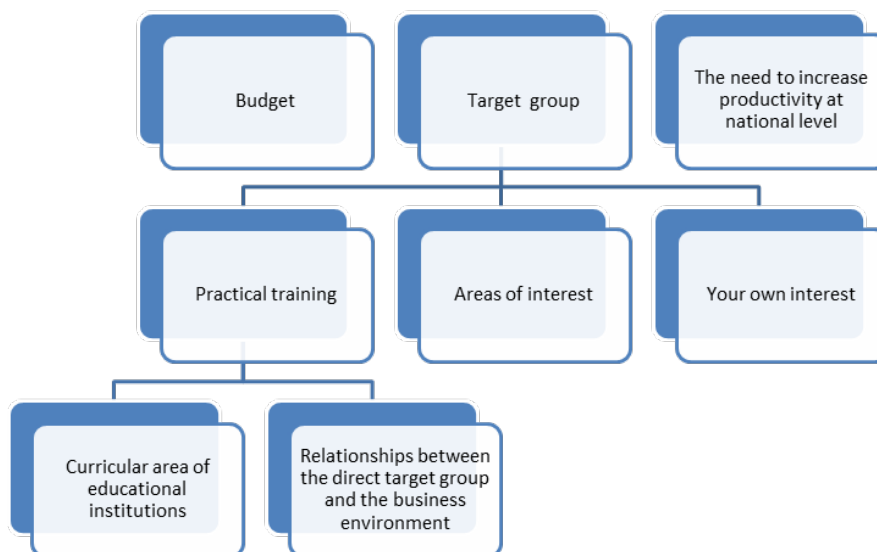 Budget
Target group
The need to increase
productivity at
national level
Practical training
Areas of interest
Your own interest
Curricular area of
educational
institutions
Relationships between
the direct target group
and the business
environment